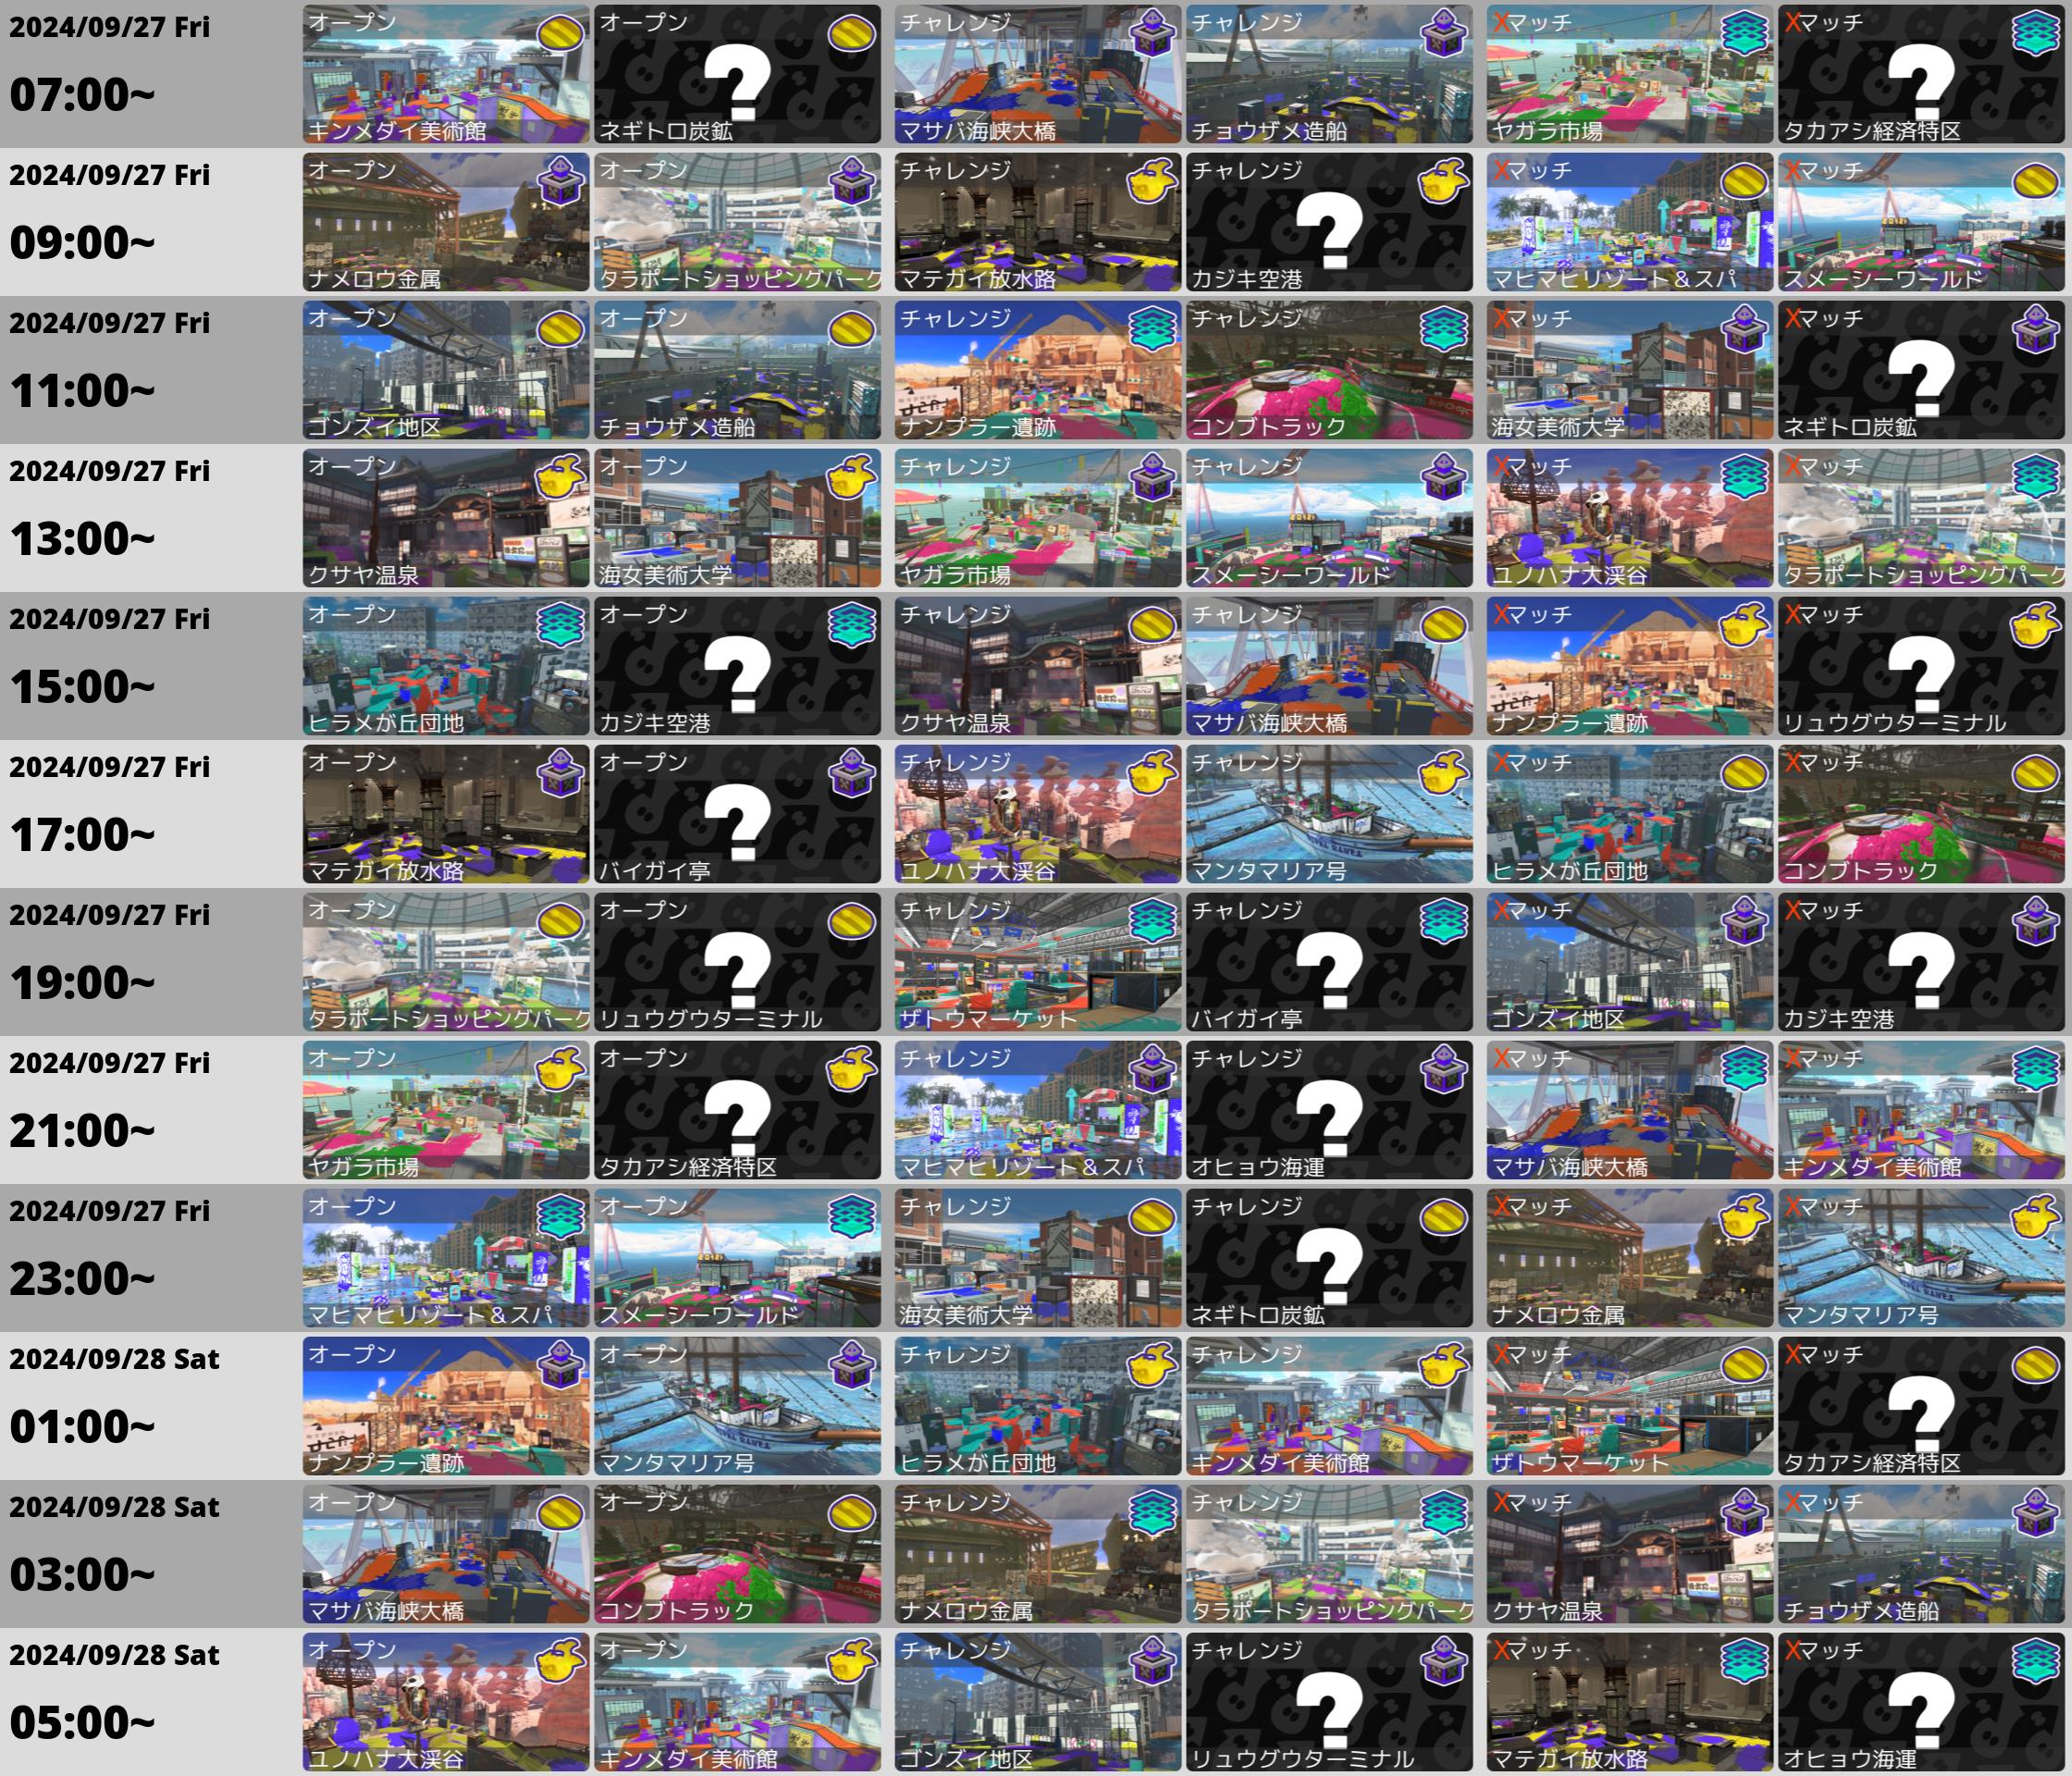 2024/09/27 Fri
07:00~
オープン
キンメダイ美術館
オープン
ネギトロ炭鉱
チャレンジ
マサバ海峡大橋
チャレンジ
チョウザメ造船
Xマッチ
ヤガラ市場
Xマッチ
タカアシ経済特区
2024/09/27 Fri
09:00~
オープン
ナメロウ金属
オープン
タラポートショッピングパーク
チャレンジ
マテガイ放水路
チャレンジ
カジキ空港
Xマッチ
マヒマヒリゾート&スパ
Xマッチ
スメーシーワールド
2024/09/27 Fri
11:00~
オープン
ゴンズイ地区
オープン
チョウザメ造船
チャレンジ
ナンプラー遺跡
チャレンジ
コンブトラック
Xマッチ
海女美術大学
Xマッチ
ネギトロ炭鉱
2024/09/27 Fri
13:00~
オープン
クサヤ温泉
オープン
海女美術大学
チャレンジ
ヤガラ市場
チャレンジ
スメーシーワールド
Xマッチ
ユノハナ大渓谷
Xマッチ
タラポートショッピングパーク
2024/09/27 Fri
15:00~
オープン
ヒラメが丘団地
オープン
カジキ空港
チャレンジ
クサヤ温泉
チャレンジ
マサバ海峡大橋
Xマッチ
ナンプラー遺跡
Xマッチ
リュウグウターミナル
2024/09/27 Fri
17:00~
オープン
マテガイ放水路
オープン
バイガイ亭
チャレンジ
ユノハナ大渓谷
チャレンジ
マンタマリア号
Xマッチ
ヒラメが丘団地
Xマッチ
コンブトラック
2024/09/27 Fri
19:00~
オープン
タラポートショッピングパーク
オープン
リュウグウターミナル
チャレンジ
ザトウマーケット
チャレンジ
バイガイ亭
Xマッチ
ゴンズイ地区
Xマッチ
カジキ空港
2024/09/27 Fri
21:00~
オープン
ヤガラ市場
オープン
タカアシ経済特区
チャレンジ
マヒマヒリゾート&スパ
チャレンジ
オヒョウ海運
Xマッチ
マサバ海峡大橋
Xマッチ
キンメダイ美術館
2024/09/27 Fri
23:00~
オープン
マヒマヒリゾート&スパ
オープン
スメーシーワールド
チャレンジ
海女美術大学
チャレンジ
ネギトロ炭鉱
Xマッチ
ナメロウ金属
Xマッチ
マンタマリア号
2024/09/28 Sat
01:00~
オープン
ナンプラー遺跡
オープン
マンタマリア号
チャレンジ
ヒラメが丘団地
チャレンジ
キンメダイ美術館
Xマッチ
ザトウマーケット
Xマッチ
タカアシ経済特区
2024/09/28 Sat
03:00~
オープン
マサバ海峡大橋
オープン
コンブトラック
チャレンジ
ナメロウ金属
チャレンジ
タラポートショッピングパーク
Xマッチ
クサヤ温泉
Xマッチ
チョウザメ造船
2024/09/28 Sat
05:00~
オープン
ユノハナ大渓谷
オープン
キンメダイ美術館
チャレンジ
ゴンズイ地区
チャレンジ
リュウグウターミナル
Xマッチ
マテガイ放水路
Xマッチ
オヒョウ海運